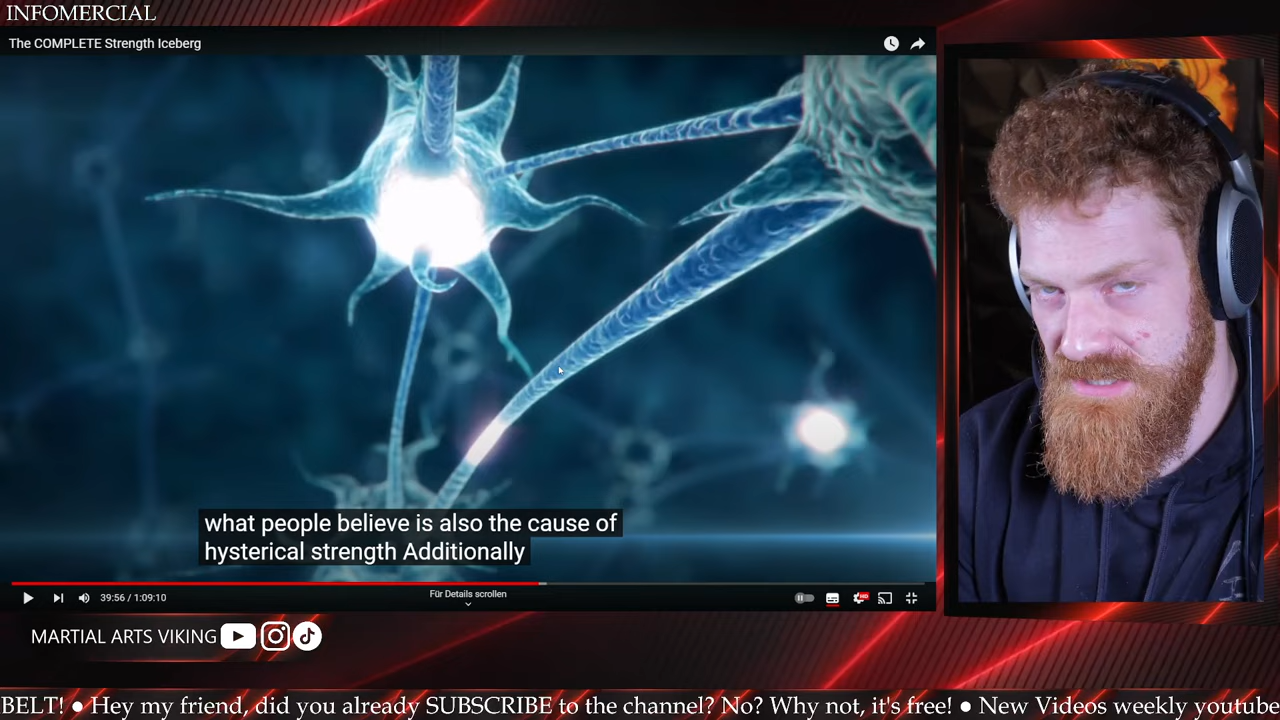 INFOMERCIAL
The COMPLETE Strength Iceberg
what people believe is also the cause of
hysterical strength Additionally
39:56 / 1:09:10
Für Details scrollen
HD
MARTIAL ARTS VIKING
BELT! ● Hey my friend, did you already SUBSCRIBE to the channel? No? Why not, it's free! ● New Videos weekly youtube